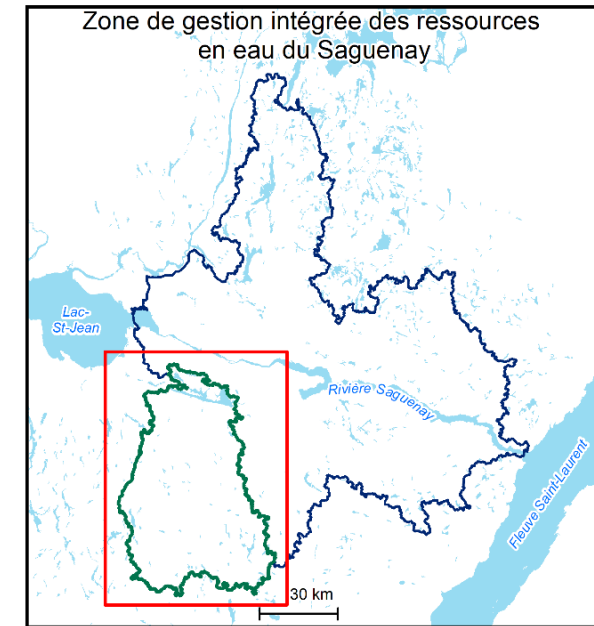 Zone de gestion intégrée des ressources
en eau du Saguenay
Lac-
St-Jean
Rivière Saguenay
Fleuve Saint-Laurent
30 km